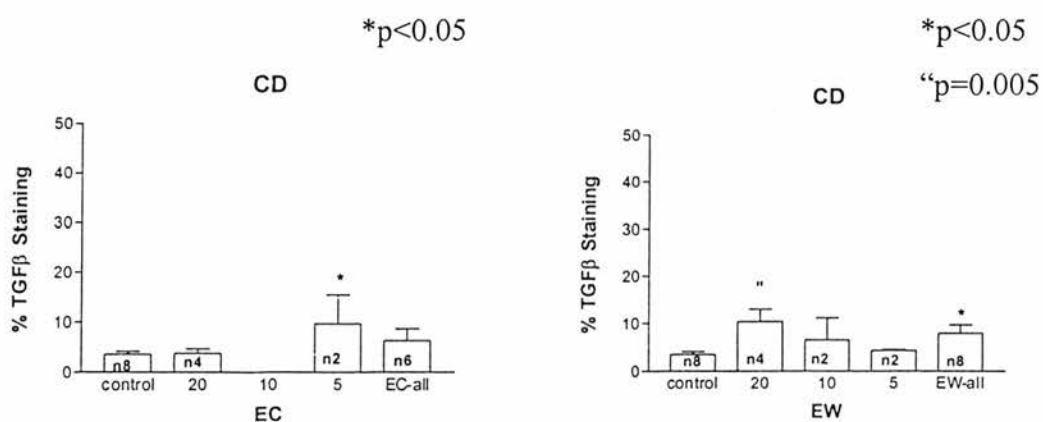 *p<0.05
CD
% TGFβ Staining
50
40
30
20
10
0
*
n8
n4
n2
n6
control
20
10
5
EC-all
EC
*p<0.05
“p=0.005
CD
% TGFβ Staining
50
40
30
20
10
0
"
*
n8
n4
n2
n2
n8
control
20
10
5
EW-all
EW